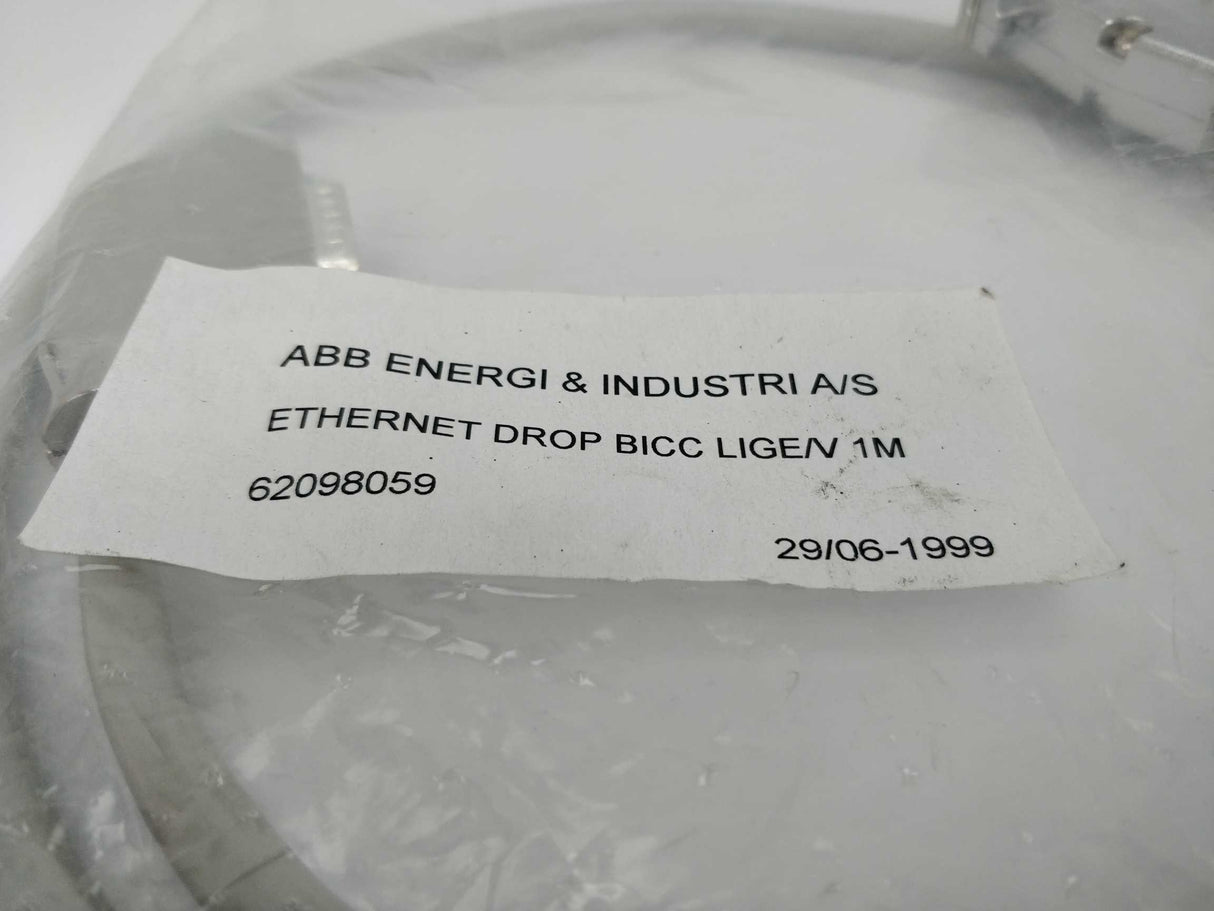 ABB ENERGI & INDUSTRI A/S
ETHERNET DROP BICC LIGE/V 1M
62098059
29/06-1999